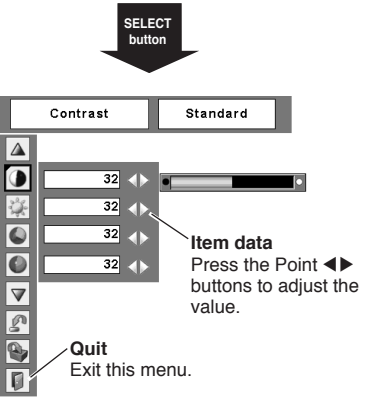 SELECT
button
Contrast Standard
32
32
32
32
Item data
Press the Point ◀▶
buttons to adjust the
value.
Quit
Exit this menu.